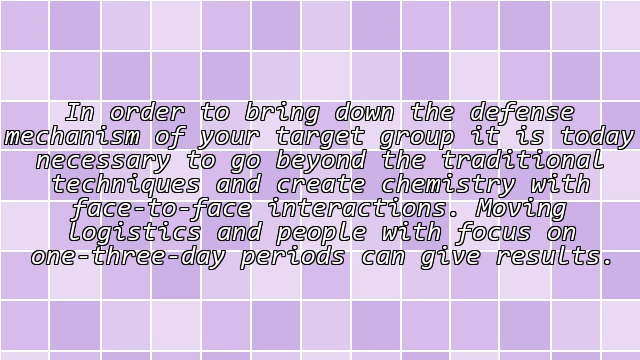 In order to bring down the defense
mechanism of your target group it is today
necessary to go beyond the traditional
techniques and create chemistry with
face-to-face interactions. Moving
logistics and people with focus on
one-three-day periods can give results.